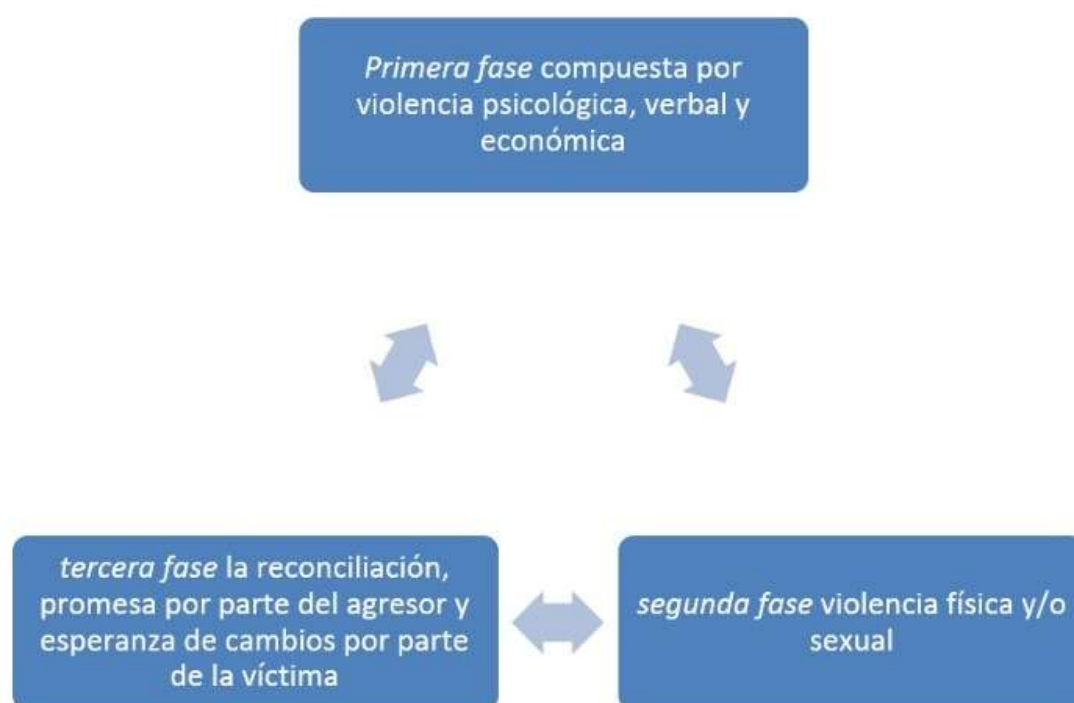 Primera fase compuesta por
violencia psicológica, verbal y
económica
tercera fase la reconciliación,
promesa por parte del agresor y
esperanza de cambios por parte
de la víctima
segunda fase violencia física y/o
sexual